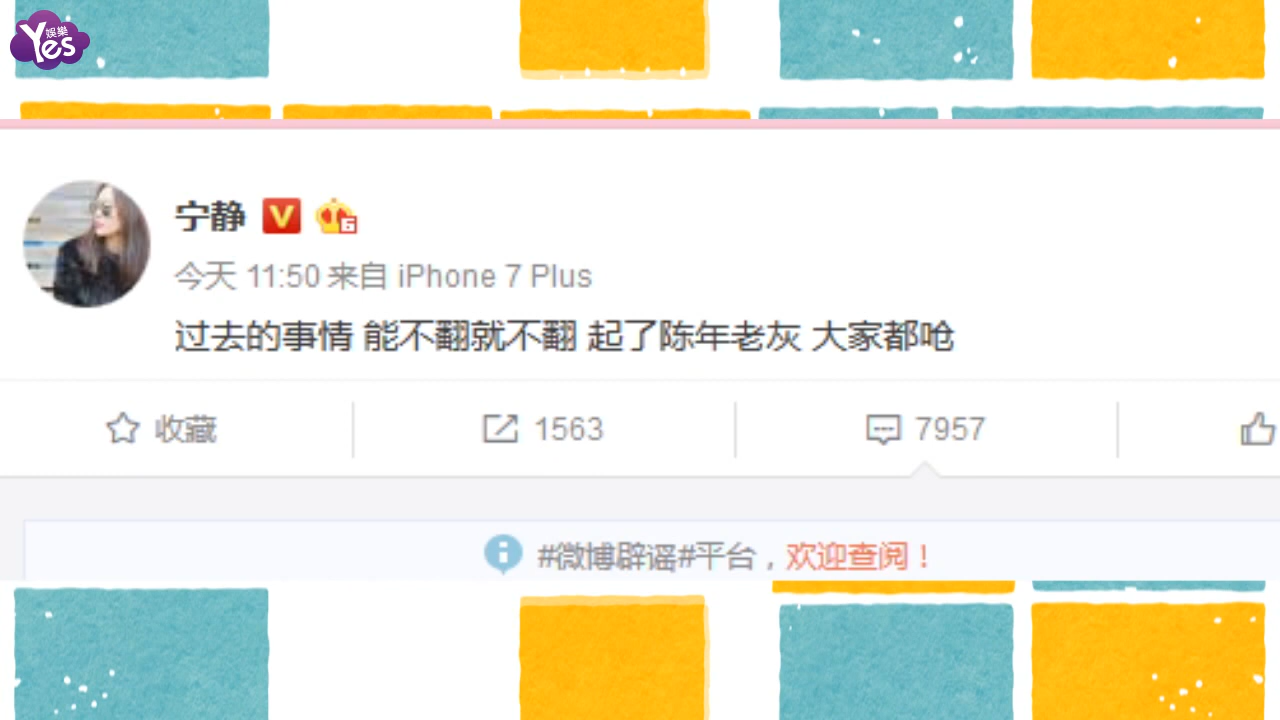 娛樂
Yes
宁静 V 6
今天 11:50 来自 iPhone 7 Plus
过去的事情 能不翻就不翻 起了陈年老灰 大家都呛
收藏 1563 7957
#微博辟谣#平台，欢迎查阅！